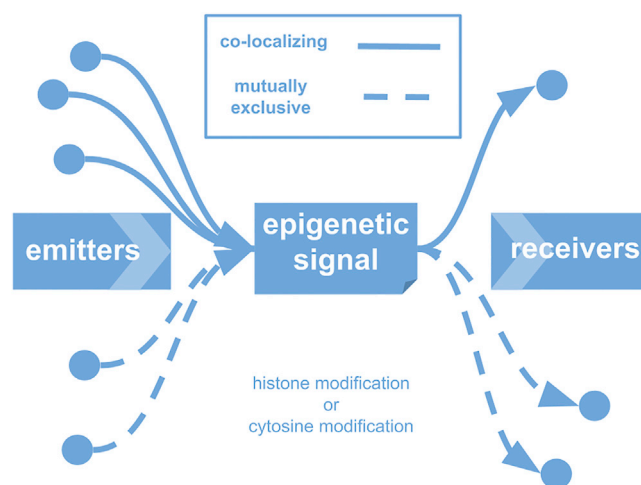 co-localizing
mutually
exclusive
emitters
epigenetic
signal
receivers
histone modification
or
cytosine modification